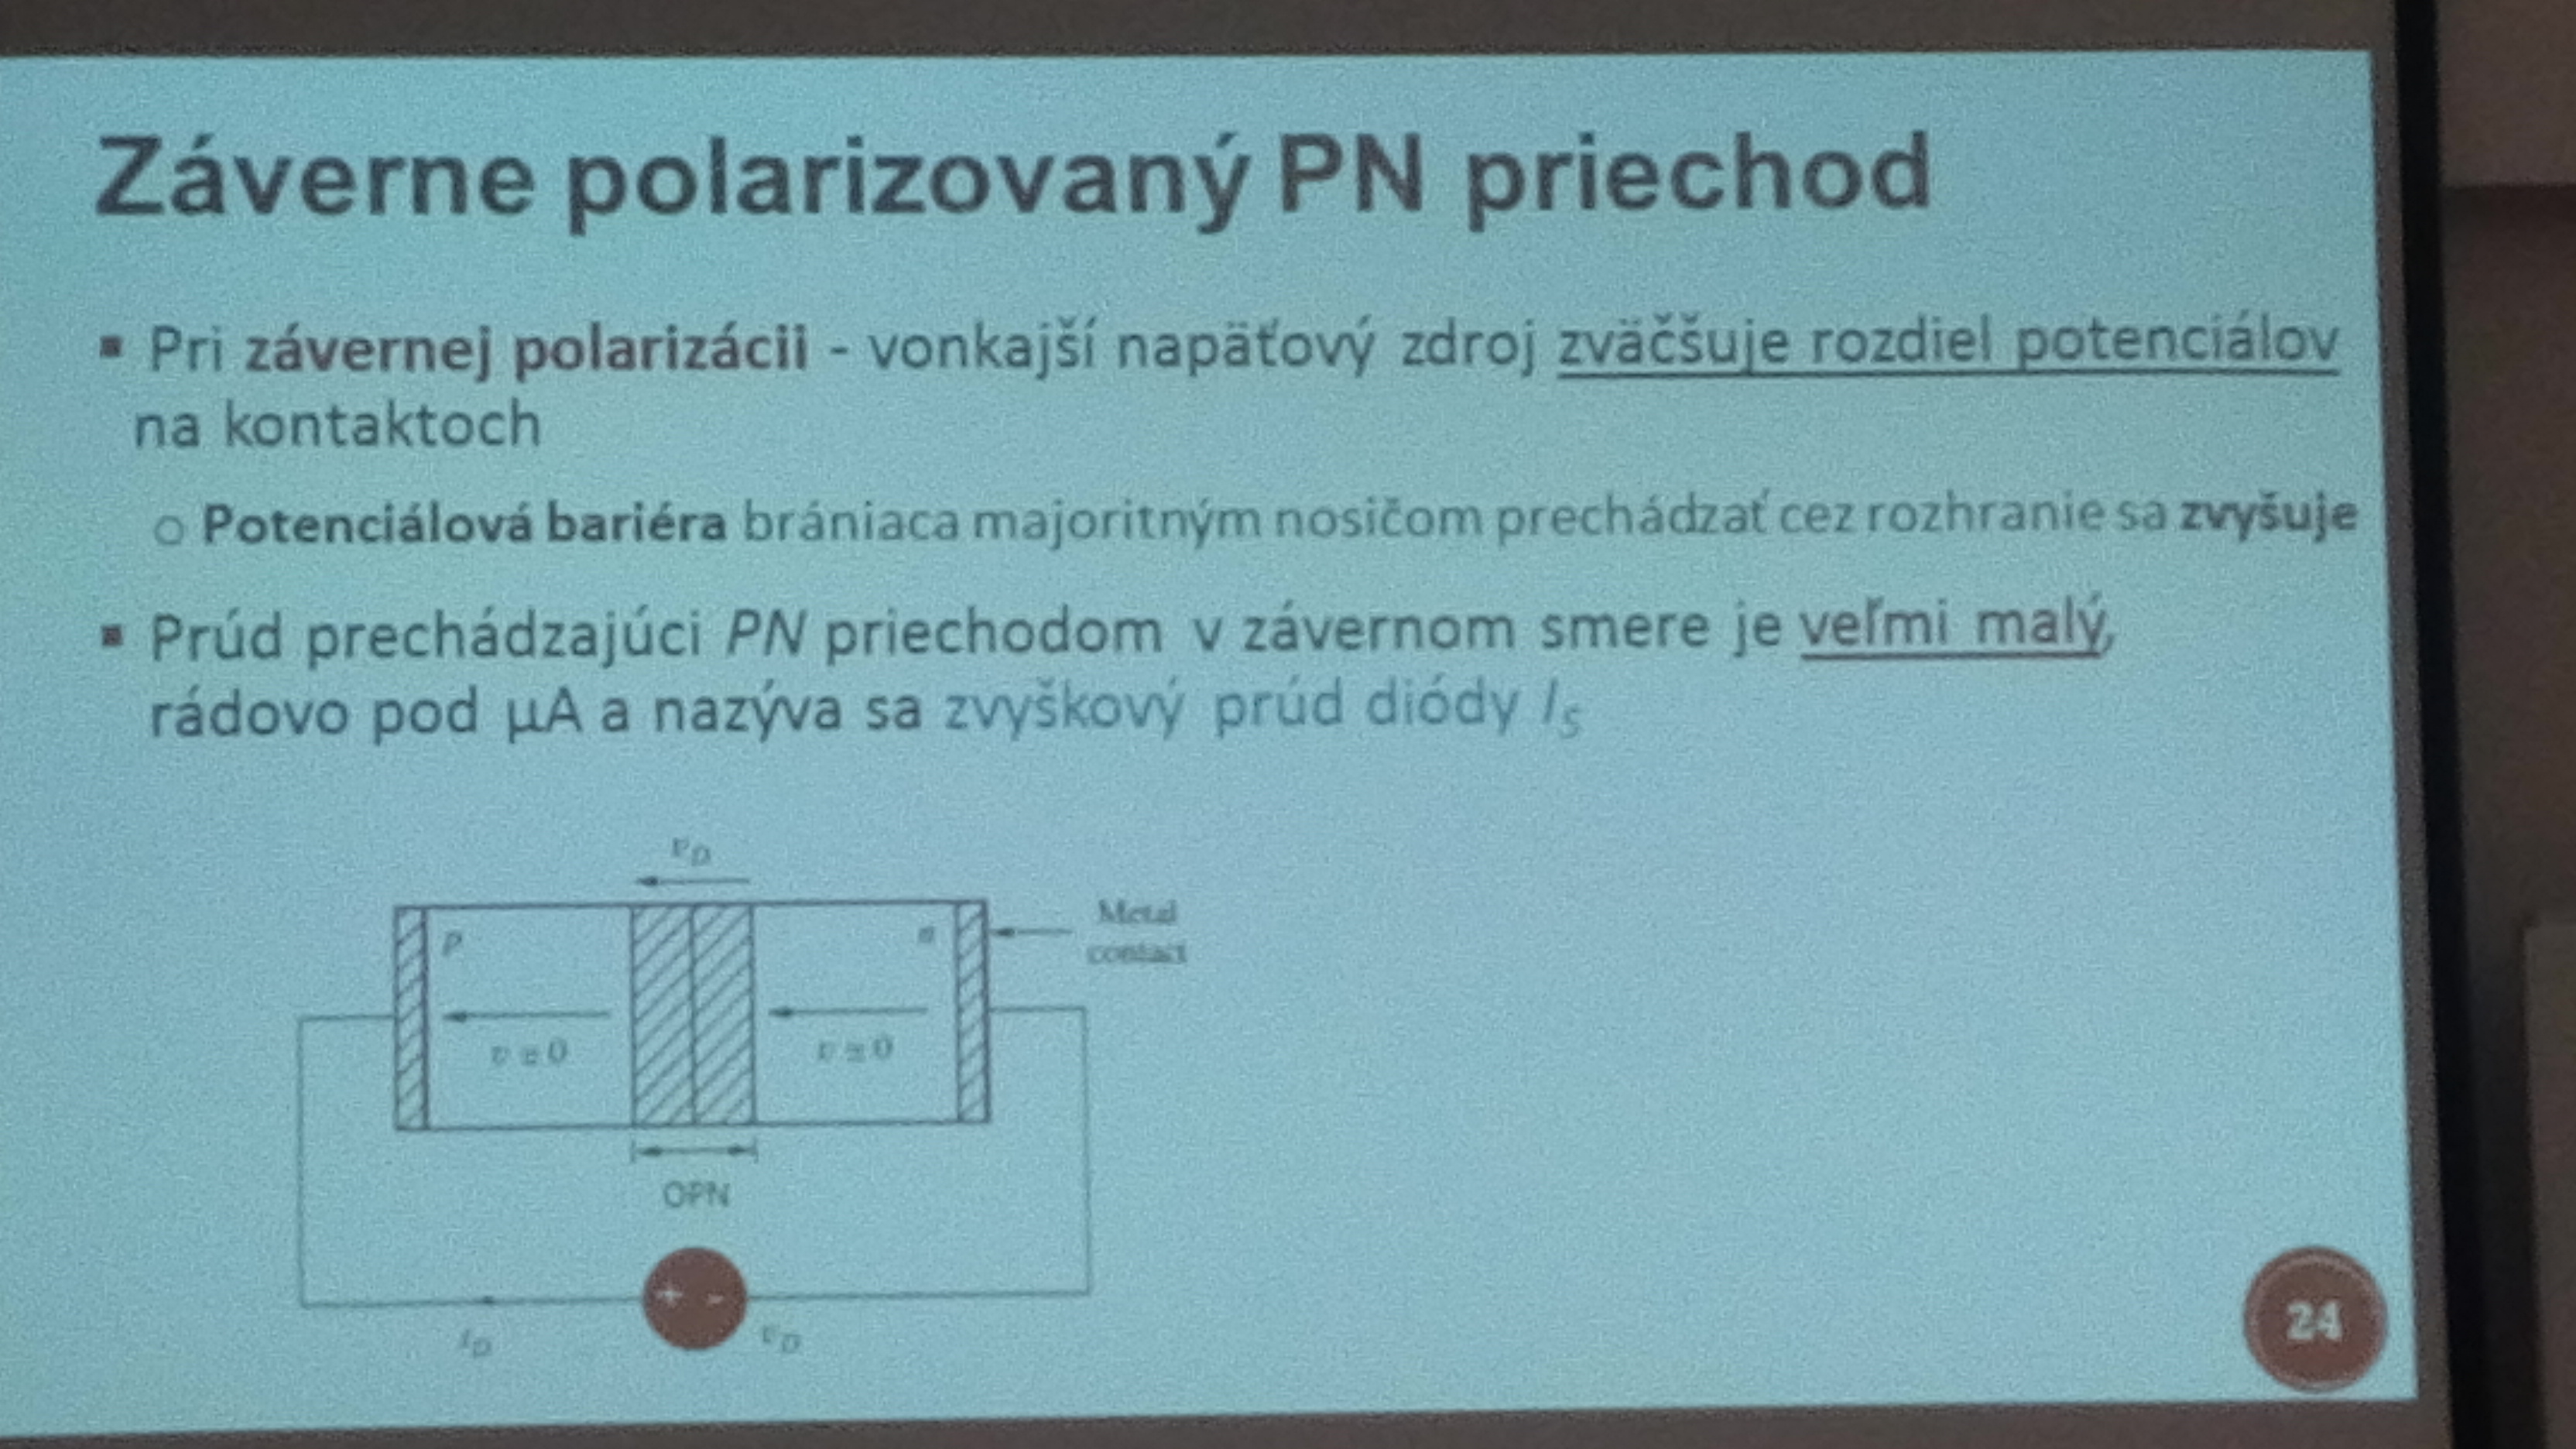 Záverne polarizovaný PN priechod
▪ Pri závernej polarizácii - vonkajší napäťový zdroj zväčšuje rozdiel potenciálov
na kontaktoch
o Potenciálová bariéra brániaca majoritným nosičom prechádzať cez rozhranie sa zvyšuje
▪ Prúd prechádzajúci PN priechodom v závernom smere je veľmi malý,
rádovo pod µA a nazýva sa zvyškový prúd diódy I_S
v_D
P
n
Metal
contact
v ≅ 0
v ≅ 0
OPN
+ -
i_D
v_D
24